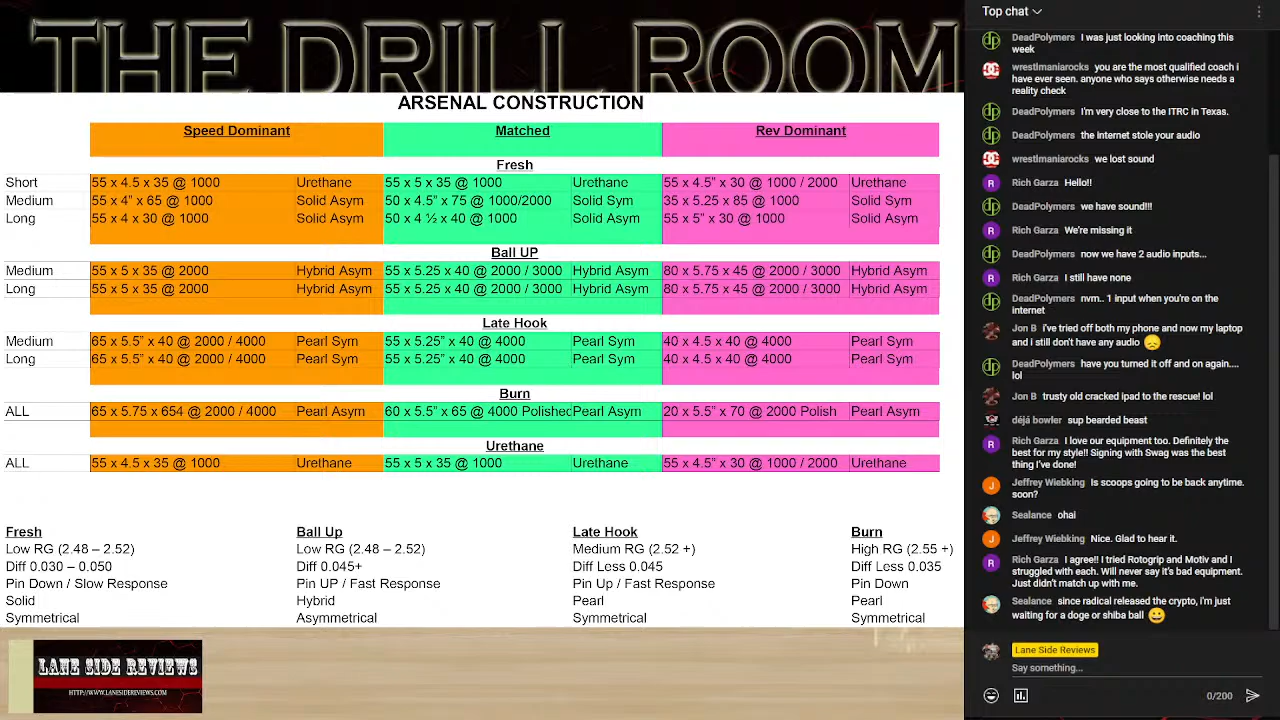 THE DRILL ROOM
ARSENAL CONSTRUCTION
Speed Dominant Matched Rev Dominant
Fresh
Short 55 x 4.5 x 35 @ 1000 Urethane 55 x 5 x 35 @ 1000 Urethane 55 x 4.5” x 30 @ 1000 / 2000 Urethane
Medium 55 x 4” x 65 @ 1000 Solid Asym 50 x 4.5” x 75 @ 1000/2000 Solid Sym 35 x 5.25 x 85 @ 1000 Solid Sym
Long 55 x 4 x 30 @ 1000 Solid Asym 50 x 4 ½ x 40 @ 1000 Solid Asym 55 x 5” x 30 @ 1000 Solid Asym
Ball UP
Medium 55 x 5 x 35 @ 2000 Hybrid Asym 55 x 5.25 x 40 @ 2000 / 3000 Hybrid Asym 80 x 5.75 x 45 @ 2000 / 3000 Hybrid Asym
Long 55 x 5 x 35 @ 2000 Hybrid Asym 55 x 5.25 x 40 @ 2000 / 3000 Hybrid Asym 80 x 5.75 x 45 @ 2000 / 3000 Hybrid Asym
Late Hook
Medium 65 x 5.5” x 40 @ 2000 / 4000 Pearl Sym 55 x 5.25” x 40 @ 4000 Pearl Sym 40 x 4.5 x 40 @ 4000 Pearl Sym
Long 65 x 5.5” x 40 @ 2000 / 4000 Pearl Sym 55 x 5.25” x 40 @ 4000 Pearl Sym 40 x 4.5 x 40 @ 4000 Pearl Sym
Burn
ALL 65 x 5.75 x 654 @ 2000 / 4000 Pearl Asym 60 x 5.5” x 65 @ 4000 Polished Pearl Asym 20 x 5.5” x 70 @ 2000 Polish Pearl Asym
Urethane
ALL 55 x 4.5 x 35 @ 1000 Urethane 55 x 5 x 35 @ 1000 Urethane 55 x 4.5” x 30 @ 1000 / 2000 Urethane
Fresh Ball Up Late Hook Burn
Low RG (2.48 – 2.52) Low RG (2.48 – 2.52) Medium RG (2.52 +) High RG (2.55 +)
Diff 0.030 – 0.050 Diff 0.045+ Diff Less 0.045 Diff Less 0.035
Pin Down / Slow Response Pin UP / Fast Response Pin Up / Fast Response Pin Down
Solid Hybrid Pearl Pearl
Symmetrical Asymmetrical Symmetrical Symmetrical
LANE SIDE REVIEWS
HTTP://WWW.LANESIDEREVIEWS.COM
Top chat
DeadPolymers I was just looking into coaching this
week
wrestlmaniarocks you are the most qualified coach i
have ever seen. anyone who says otherwise needs a
reality check
DeadPolymers I'm very close to the ITRC in Texas.
DeadPolymers the internet stole your audio
wrestlmaniarocks we lost sound
Rich Garza Hello!!
DeadPolymers we have sound!!!
Rich Garza We're missing it
DeadPolymers now we have 2 audio inputs...
Rich Garza I still have none
DeadPolymers nvm.. 1 input when you're on the
internet
Jon B i've tried off both my phone and now my laptop
and i still don't have any audio 😞
DeadPolymers have you turned it off and on again....
lol
Jon B trusty old cracked ipad to the rescue! lol
déjá bowler sup bearded beast
Rich Garza I love our equipment too. Definitely the
best for my style!! Signing with Swag was the best
thing I've done!
Jeffrey Wiebking Is scoops going to be back anytime.
soon?
Sealance ohai
Jeffrey Wiebking Nice. Glad to hear it.
Rich Garza I agree!! I tried Rotogrip and Motiv and I
struggled with each. Will never say it's bad equipment.
Just didn't match up with me.
Sealance since radical released the crypto, i'm just
waiting for a doge or shiba ball 😀
Lane Side Reviews
Say something...
0/200